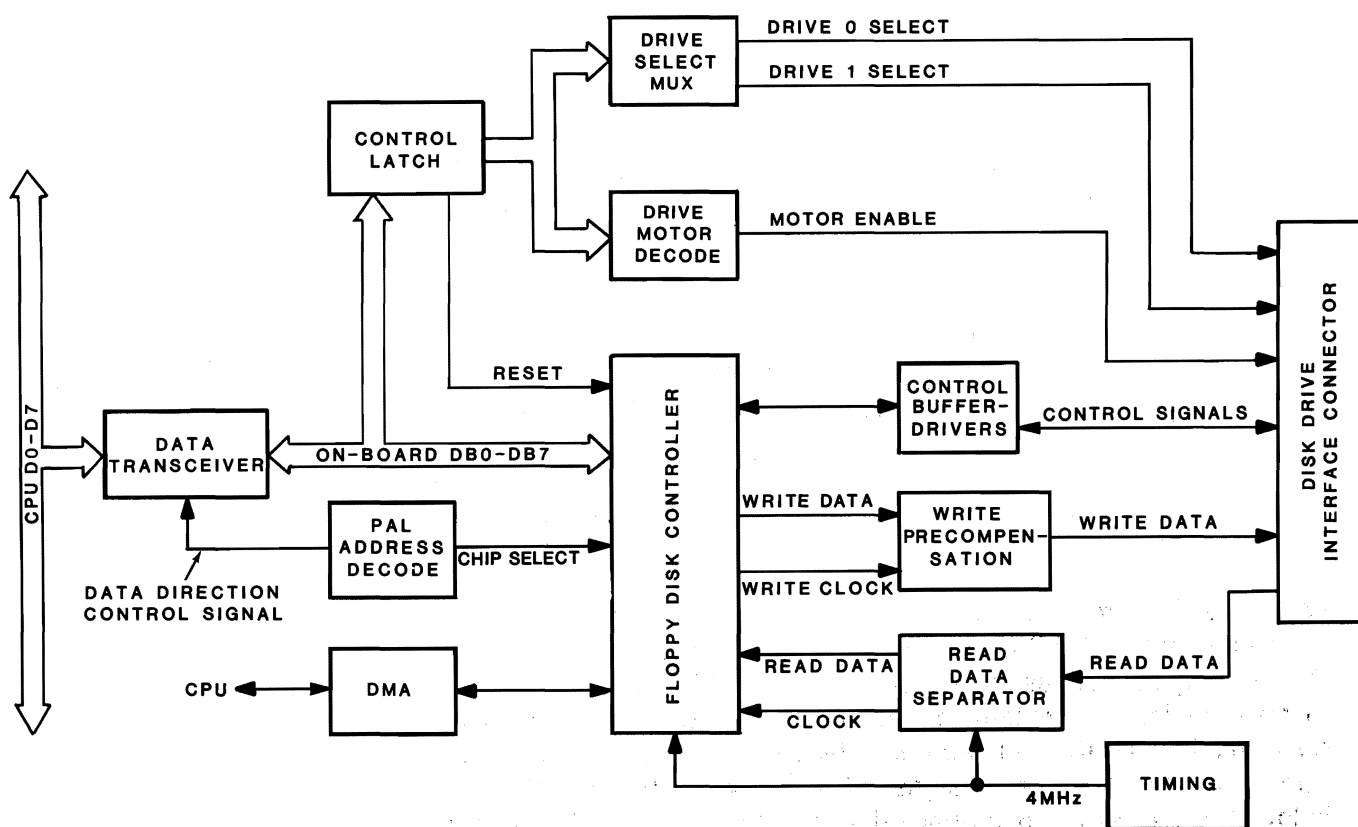 DRIVE
SELECT
MUX
DRIVE 0 SELECT
DRIVE 1 SELECT
CONTROL
LATCH
DRIVE
MOTOR
DECODE
MOTOR ENABLE
CPU D0-D7
DATA
TRANSCEIVER
ON-BOARD DB0-DB7
RESET
FLOPPY DISK CONTROLLER
CONTROL
BUFFER-
DRIVERS
CONTROL SIGNALS
DISK DRIVE
INTERFACE CONNECTOR
PAL
ADDRESS
DECODE
CHIP SELECT
DATA DIRECTION
CONTROL SIGNAL
WRITE DATA
WRITE CLOCK
WRITE
PRECOMPEN-
SATION
WRITE DATA
CPU
DMA
READ DATA
CLOCK
READ
DATA
SEPARATOR
READ DATA
4MHz
TIMING